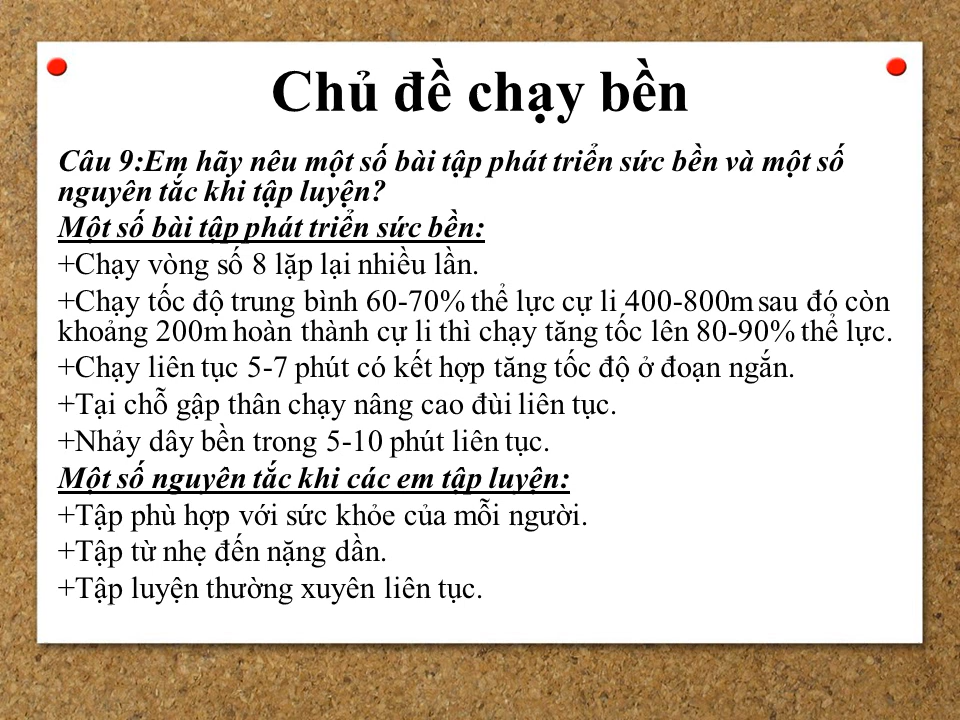 Chủ đề chạy bền
Câu 9:Em hãy nêu một số bài tập phát triển sức bền và một số
nguyên tắc khi tập luyện?
Một số bài tập phát triển sức bền:
+Chạy vòng số 8 lặp lại nhiều lần.
+Chạy tốc độ trung bình 60-70% thể lực cự li 400-800m sau đó còn
khoảng 200m hoàn thành cự li thì chạy tăng tốc lên 80-90% thể lực.
+Chạy liên tục 5-7 phút có kết hợp tăng tốc độ ở đoạn ngắn.
+Tại chỗ gập thân chạy nâng cao đùi liên tục.
+Nhảy dây bền trong 5-10 phút liên tục.
Một số nguyên tắc khi các em tập luyện:
+Tập phù hợp với sức khỏe của mỗi người.
+Tập từ nhẹ đến nặng dần.
+Tập luyện thường xuyên liên tục.